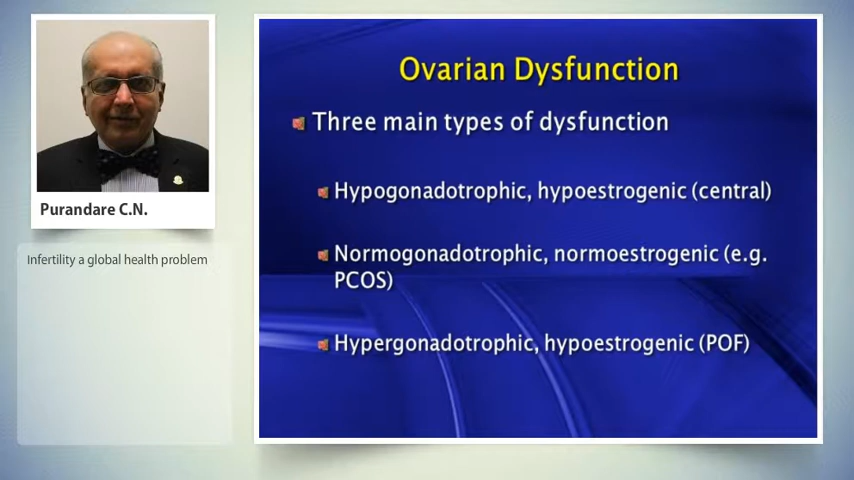 Purandare C.N.
Infertility a global health problem
Ovarian Dysfunction
Three main types of dysfunction
Hypogonadotrophic, hypoestrogenic (central)
Normogonadotrophic, normoestrogenic (e.g.
PCOS)
Hypergonadotrophic, hypoestrogenic (POF)